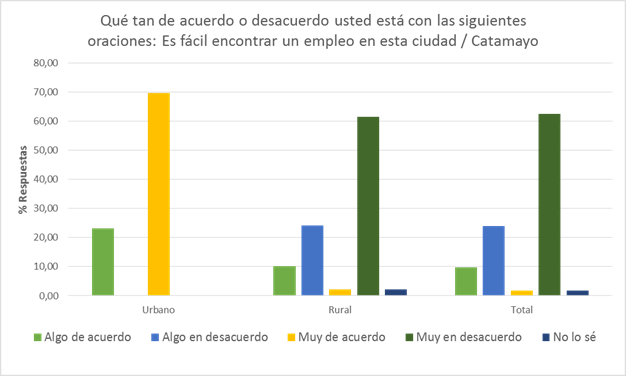 Qué tan de acuerdo o desacuerdo usted está con las siguientes
oraciones: Es fácil encontrar un empleo en esta ciudad / Catamayo
80,00
70,00
60,00
50,00
40,00
30,00
20,00
10,00
0,00
% Respuestas
Urbano Rural Total
Algo de acuerdo Algo en desacuerdo Muy de acuerdo Muy en desacuerdo No lo sé